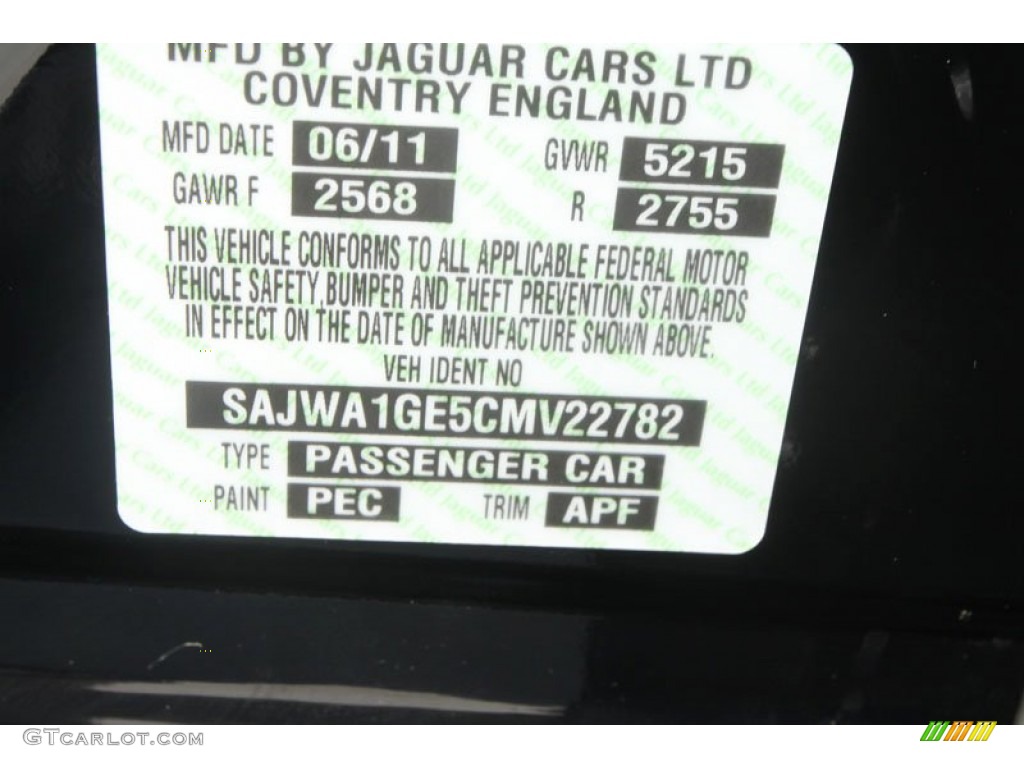 MFD BY JAGUAR CARS LTD
COVENTRY ENGLAND
MFD DATE 06/11 GVWR 5215
GAWR F 2568 R 2755
THIS VEHICLE CONFORMS TO ALL APPLICABLE FEDERAL MOTOR
VEHICLE SAFETY,BUMPER AND THEFT PREVENTION STANDARDS
IN EFFECT ON THE DATE OF MANUFACTURE SHOWN ABOVE.
VEH IDENT NO
SAJWA1GE5CMV22782
TYPE PASSENGER CAR
PAINT PEC TRIM APF
GTCarlot.com